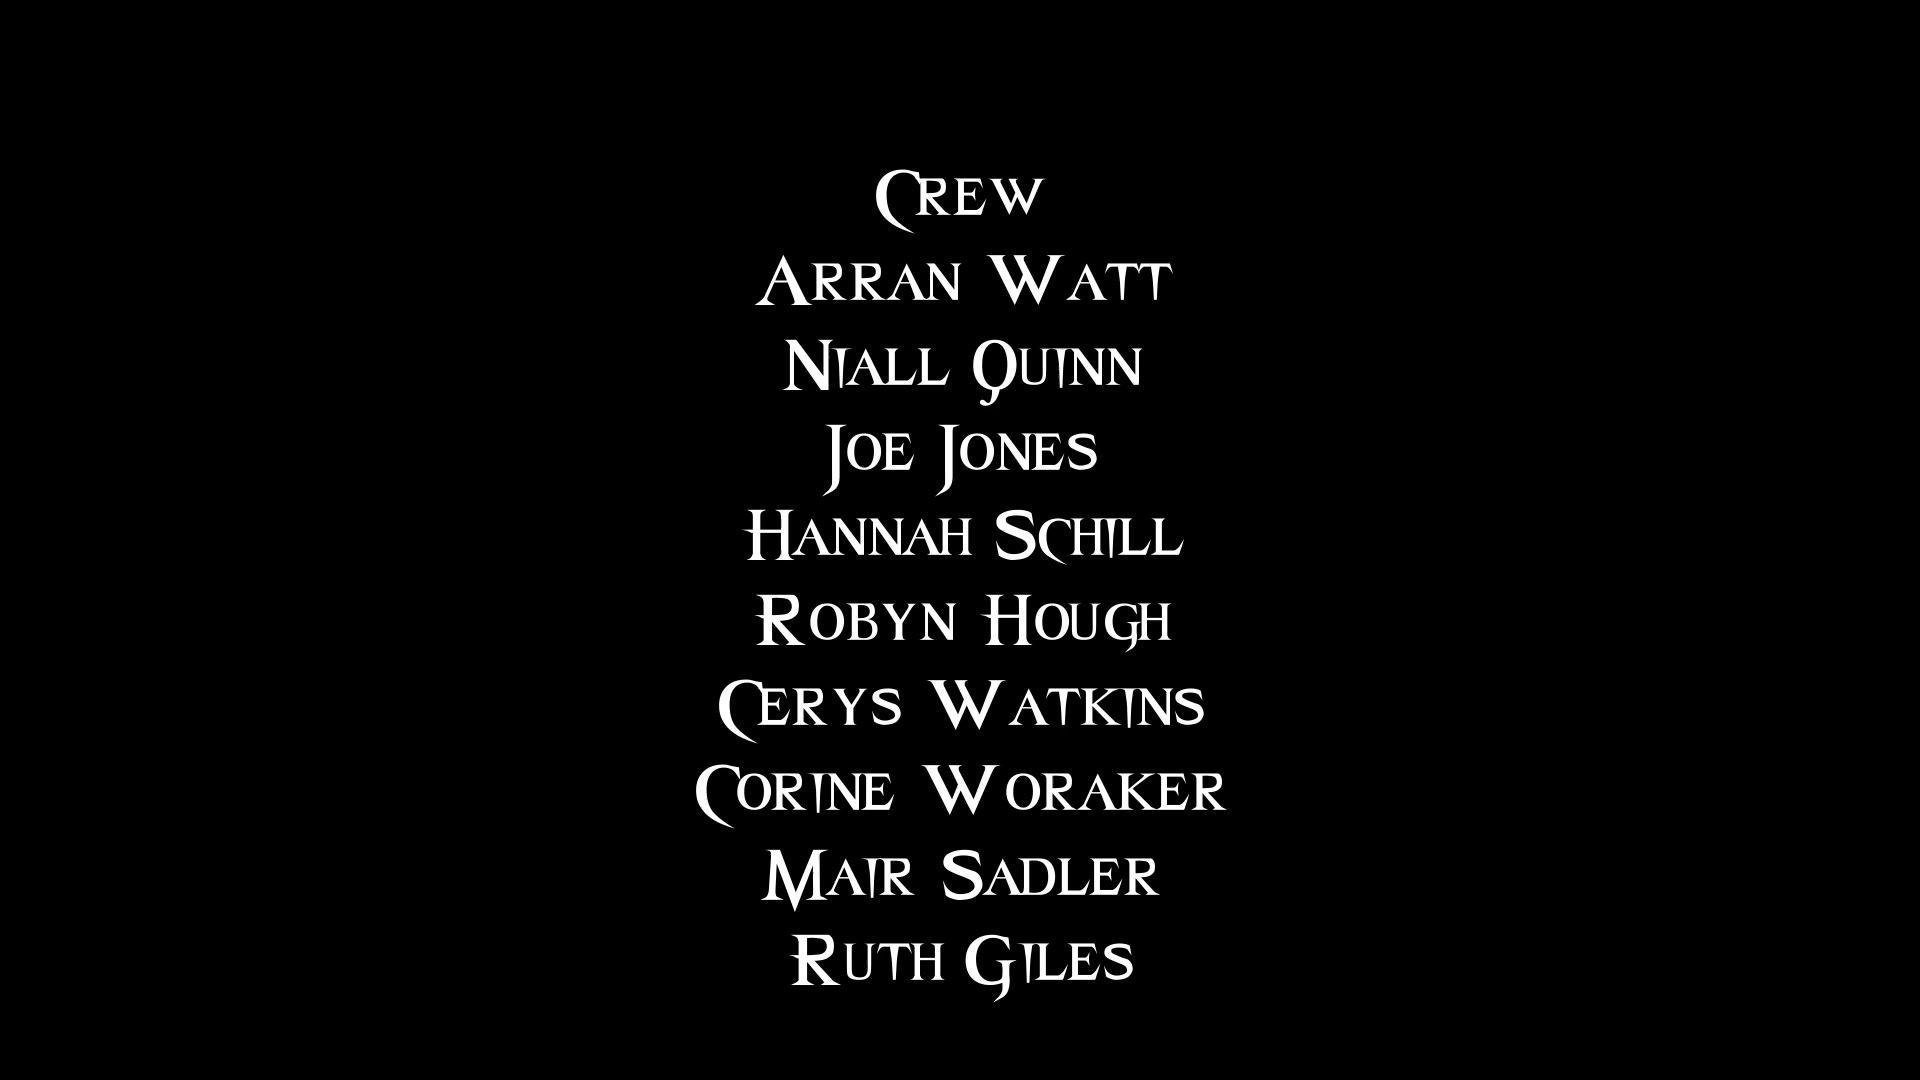 Crew
Arran Watt
Niall Quinn
Joe Jones
Hannah Schill
Robyn Hough
Cerys Watkins
Corine Woraker
Mair Sadler
Ruth Giles